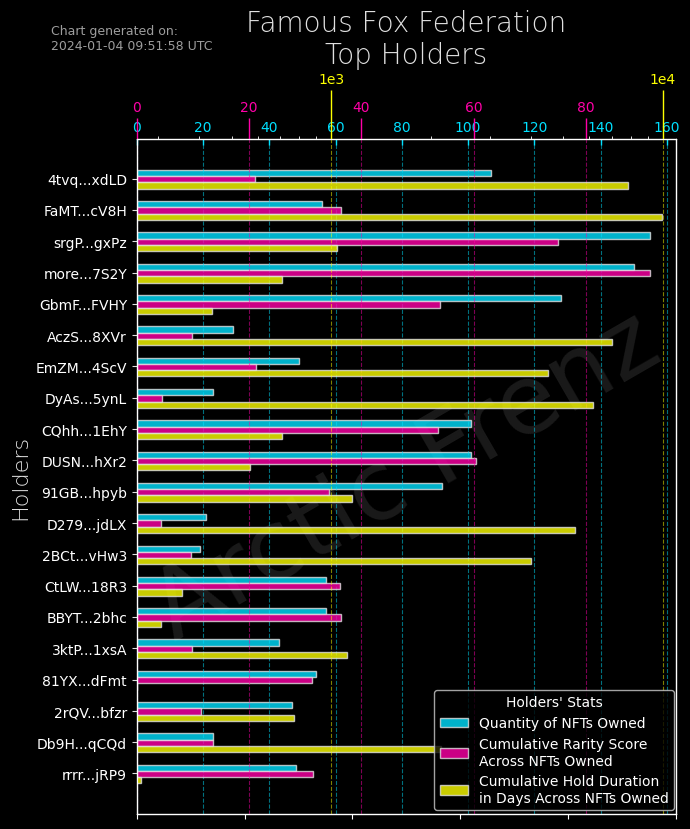 Chart generated on:
2024-01-04 09:51:58 UTC
Famous Fox Federation
Top Holders
1e3 1e4
0 20 40 60 80
0 20 40 60 80 100 120 140 160
Holders
4tvq...xdLD
FaMT...cV8H
srgP...gxPz
more...7S2Y
GbmF...FVHY
AczS...8XVr
EmZM...4ScV
DyAs...5ynL
CQhh...1EhY
DUSN...hXr2
91GB...hpyb
D279...jdLX
2BCt...vHw3
CtLW...18R3
BBYT...2bhc
3ktP...1xsA
81YX...dFmt
2rQV...bfzr
Db9H...qCQd
rrrr...jRP9
Arctic Frenz
Holders' Stats
Quantity of NFTs Owned
Cumulative Rarity Score
Across NFTs Owned
Cumulative Hold Duration
in Days Across NFTs Owned